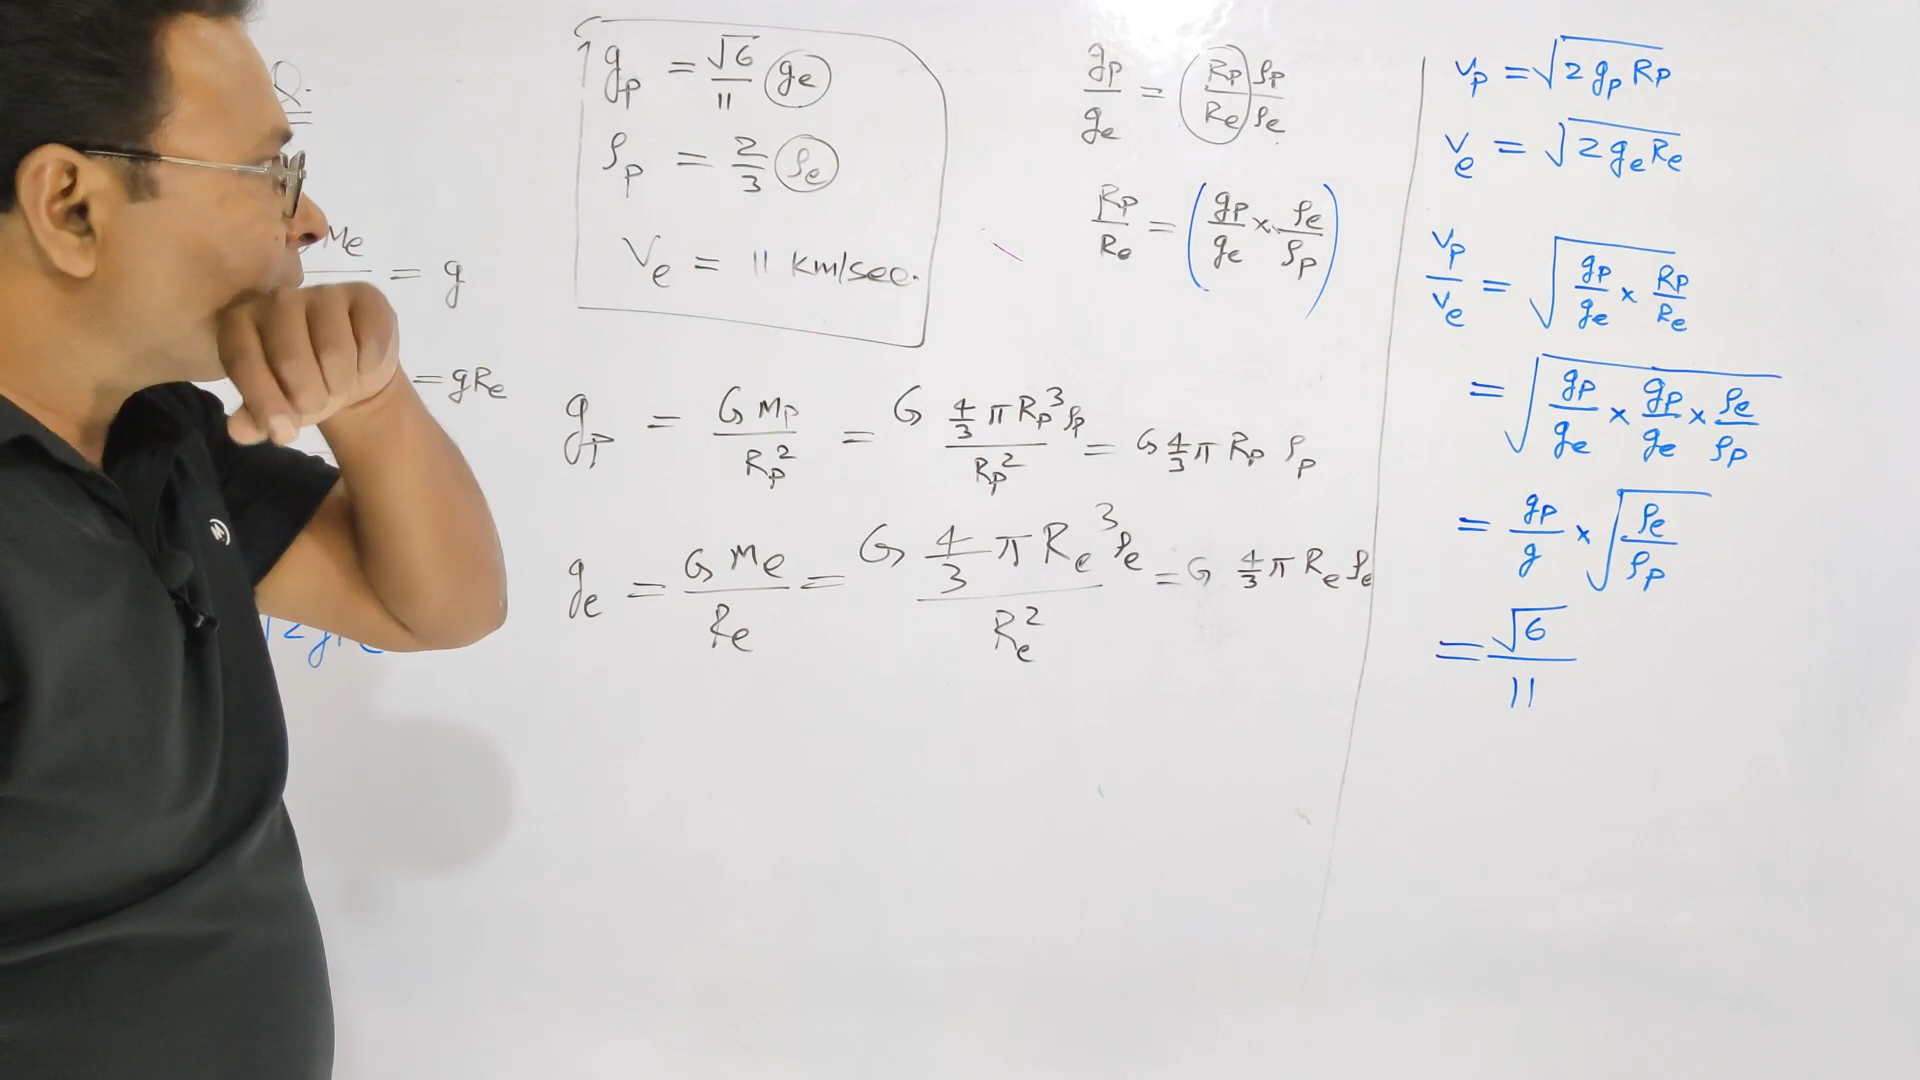 Q.
Me = g
= gRe
g_p = √6/11 g_e
ρ_p = 2/3 ρ_e
V_e = 11 km/sec.
g_p/g_e = (R_p/R_e) ρ_p/ρ_e
R_p/R_e = (g_p/g_e × ρ_e/ρ_p)
g_p = G M_p/R_p² = G 4/3 π R_p³ ρ_p/R_p² = G 4/3 π R_p ρ_p
g_e = G M_e/R_e = G 4/3 π R_e³ ρ_e/R_e² = G 4/3 π R_e ρ_e
v_p = √(2 g_p R_p)
v_e = √(2 g_e R_e)
v_p/v_e = √(g_p/g_e × R_p/R_e)
= √(g_p/g_e × g_p/g_e × ρ_e/ρ_p)
= g_p/g × √(ρ_e/ρ_p)
= √6/11